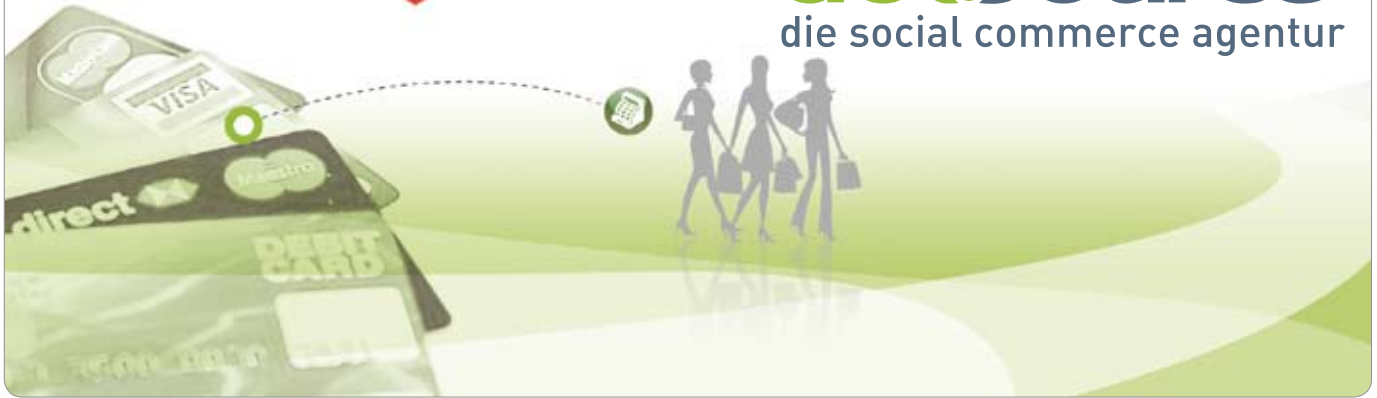 die social commerce agentur
VISA
Maestro
direct
DEBIT
CARD